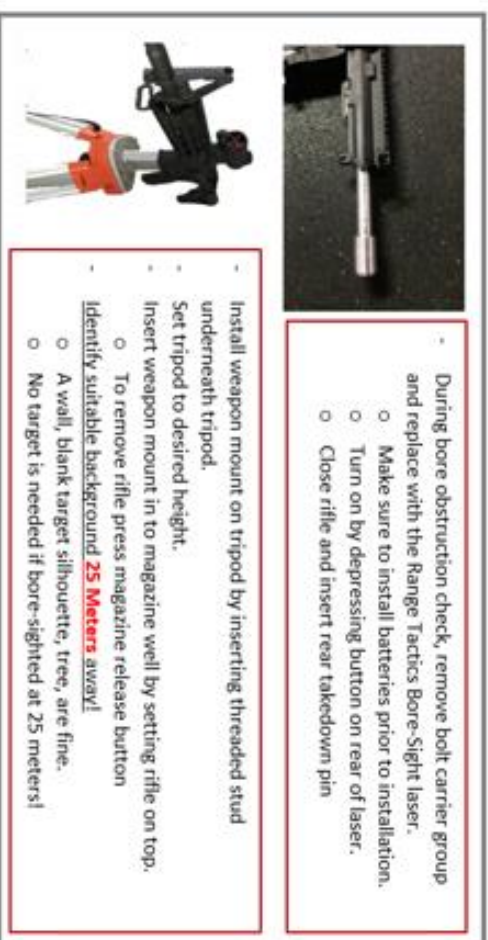 - During bore obstruction check, remove bolt carrier group
and replace with the Range Tactics Bore-Sight laser.
o Make sure to install batteries prior to installation.
o Turn on by depressing button on rear of laser.
o Close rifle and insert rear takedown pin
- Install weapon mount on tripod by inserting threaded stud
underneath tripod.
- Set tripod to desired height.
- Insert weapon mount in to magazine well by setting rifle on top.
o To remove rifle press magazine release button
- Identify suitable background 25 Meters away!
o A wall, blank target silhouette, tree, are fine.
o No target is needed if bore-sighted at 25 meters!